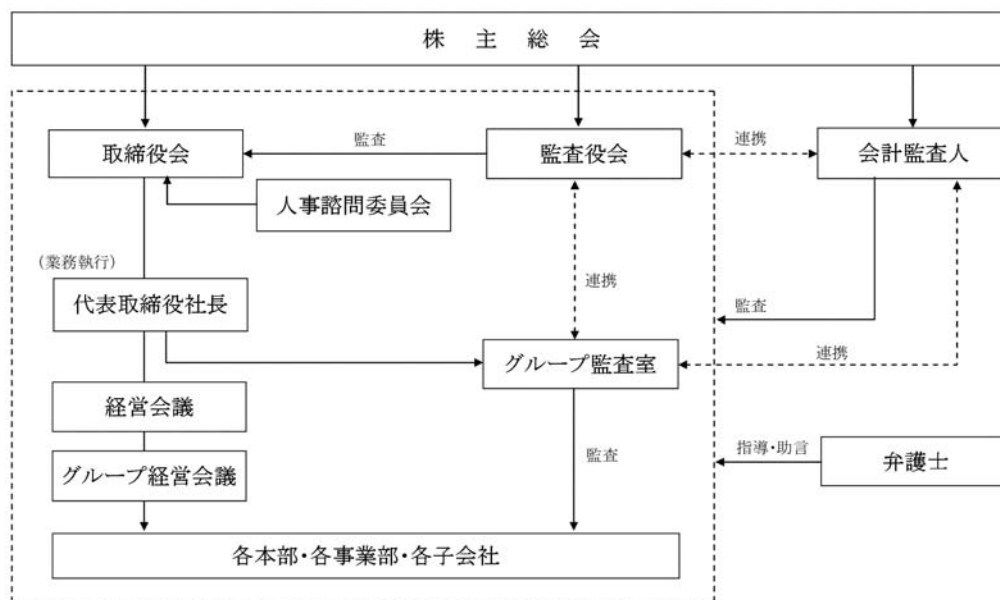 株主総会
取締役会
監査
監査役会
連携
会計監査人
人事諮問委員会
(業務執行)
連携
代表取締役社長
監査
グループ監査室
連携
経営会議
監査
指導・助言
弁護士
グループ経営会議
各本部・各事業部・各子会社